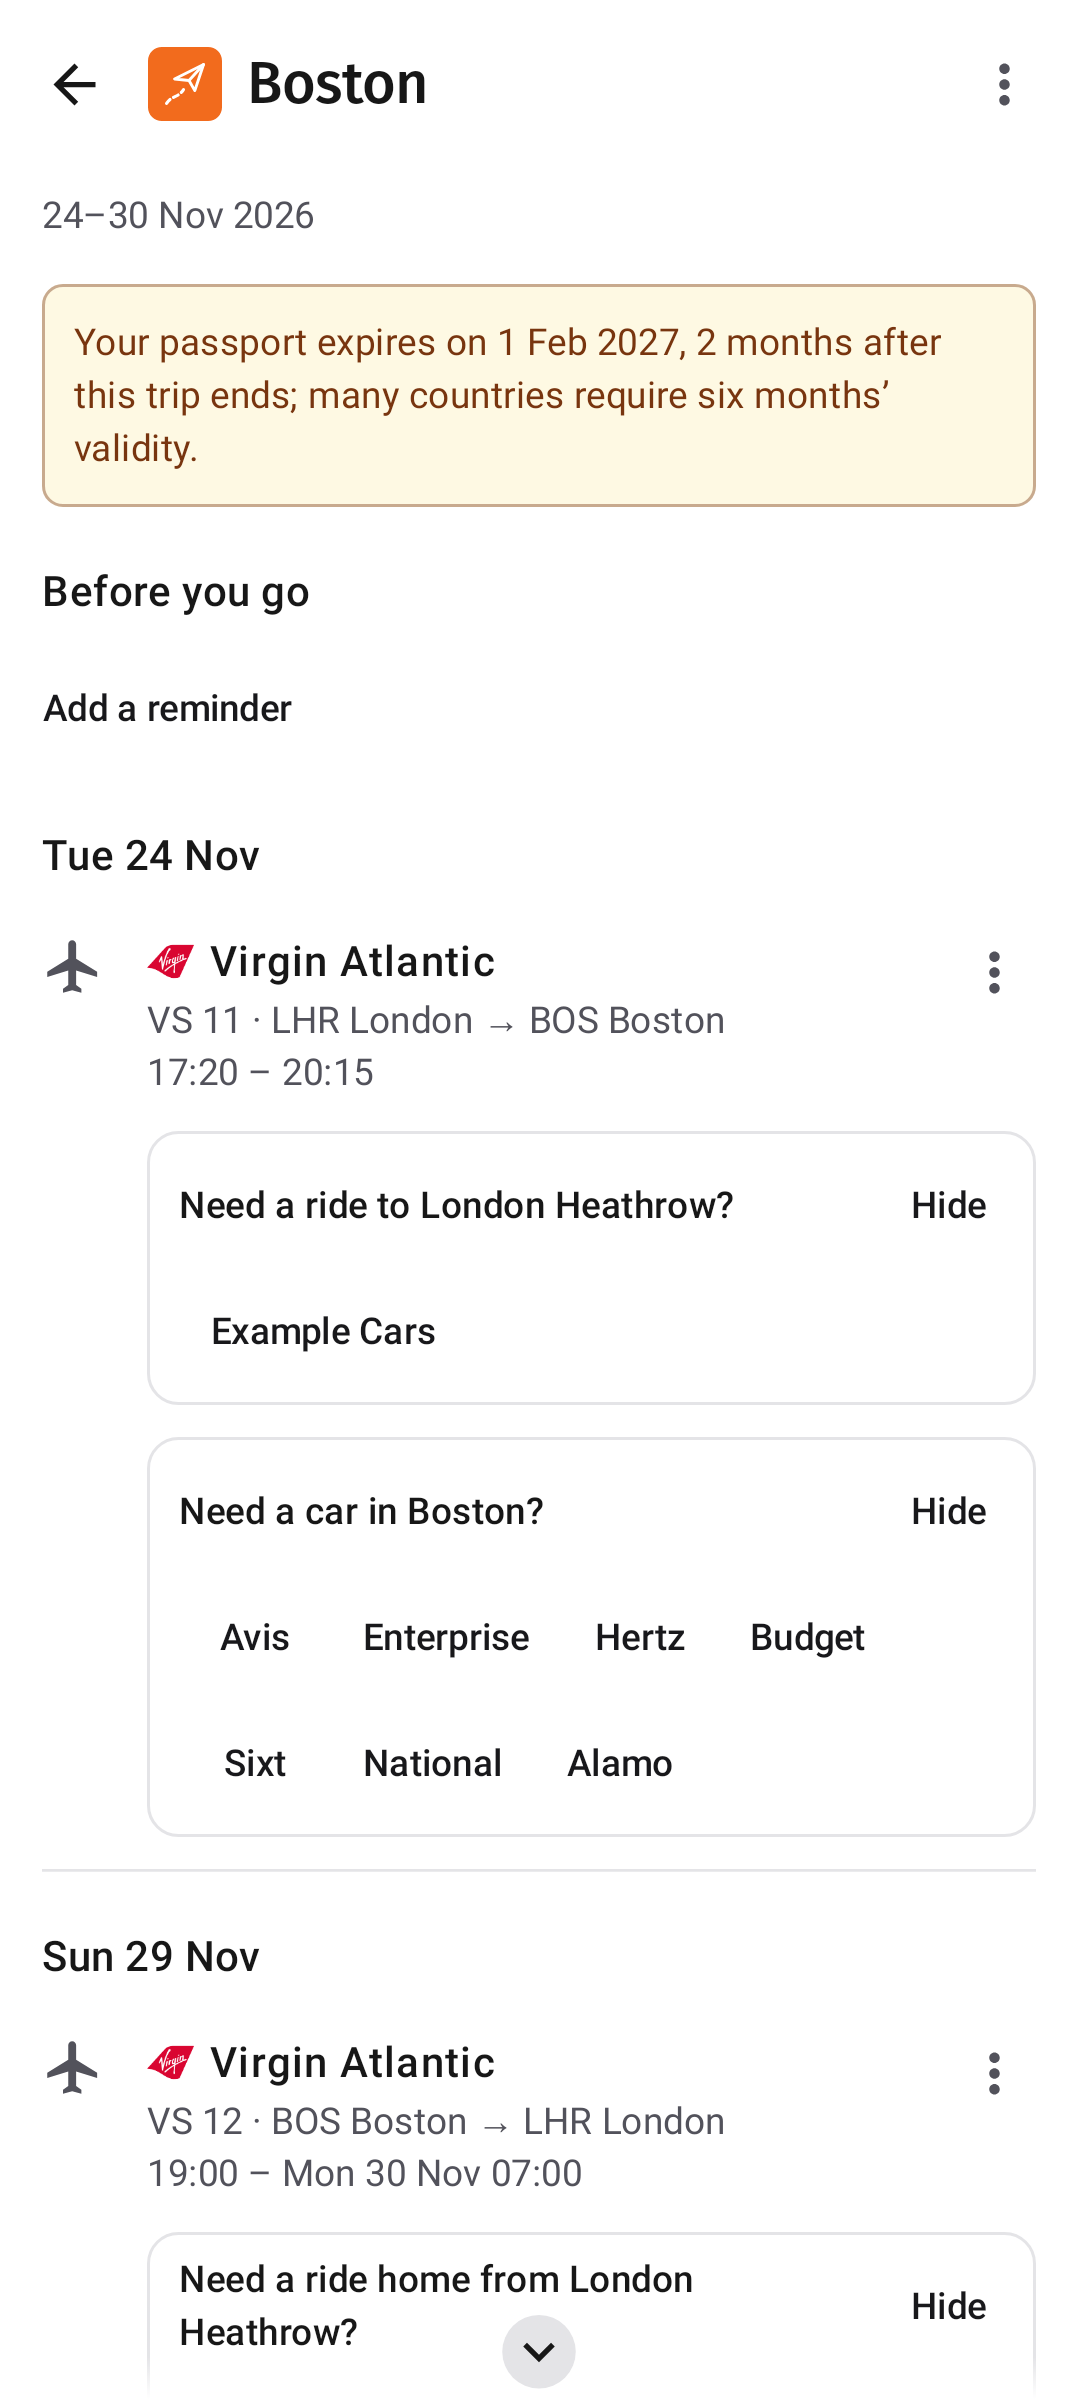 Boston
24–30 Nov 2026
Your passport expires on 1 Feb 2027, 2 months after
this trip ends; many countries require six months’
validity.
Before you go
Add a reminder
Tue 24 Nov
Virgin Virgin Atlantic
VS 11 · LHR London → BOS Boston
17:20 – 20:15
Need a ride to London Heathrow? Hide
Example Cars
Need a car in Boston? Hide
Avis Enterprise Hertz Budget
Sixt National Alamo
Sun 29 Nov
Virgin Virgin Atlantic
VS 12 · BOS Boston → LHR London
19:00 – Mon 30 Nov 07:00
Need a ride home from London
Heathrow? Hide